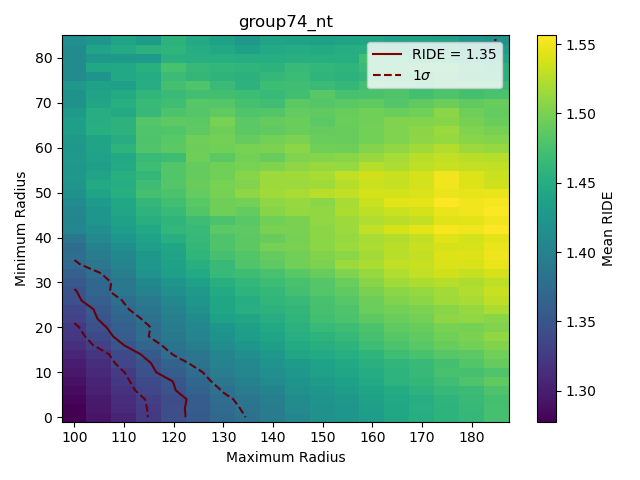 group74_nt
RIDE = 1.35
1σ
80
70
60
50
40
30
20
10
0
Minimum Radius
100 110 120 130 140 150 160 170 180
Maximum Radius
1.55
1.50
1.45
1.40
1.35
1.30
Mean RIDE